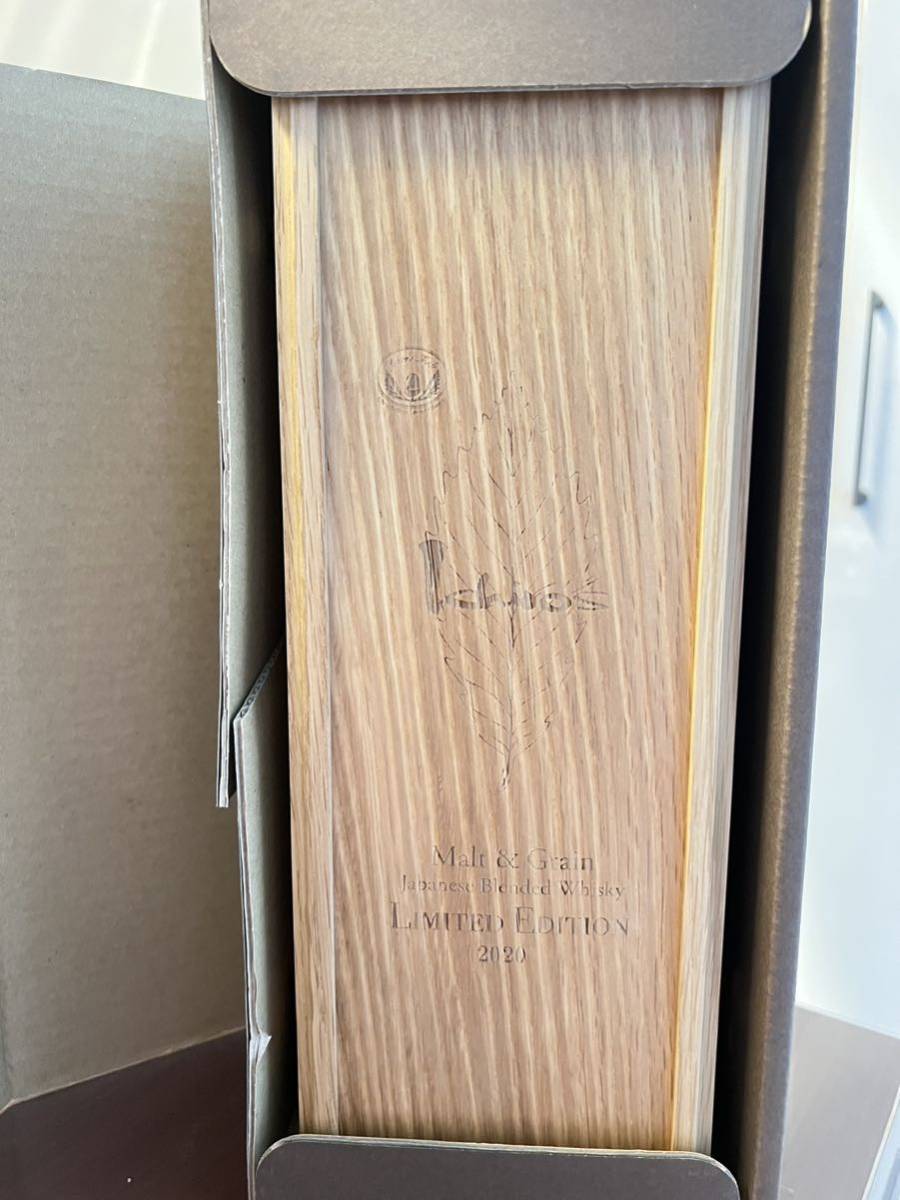 Ichiro's
Malt & Grain
Japanese Blended Whisky
LIMITED EDITION
2020